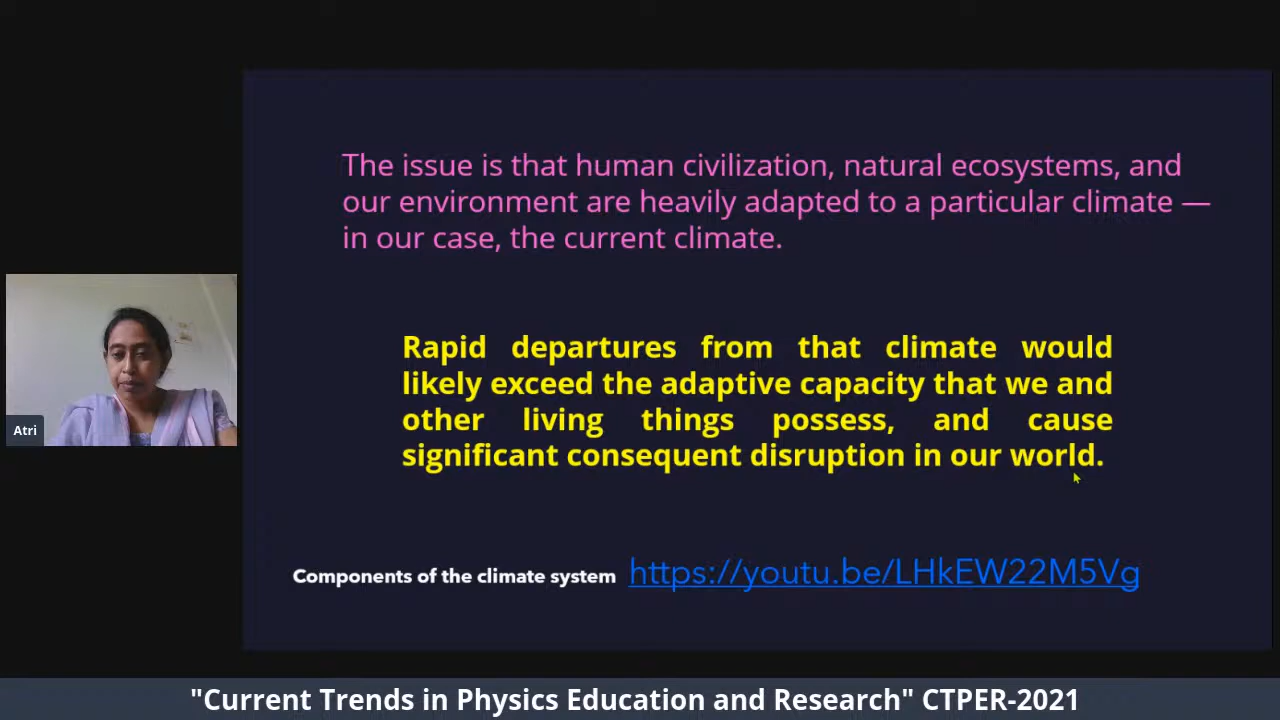 The issue is that human civilization, natural ecosystems, and
our environment are heavily adapted to a particular climate —
in our case, the current climate.
Rapid departures from that climate would
likely exceed the adaptive capacity that we and
other living things possess, and cause
significant consequent disruption in our world.
Atri
Components of the climate system https://youtu.be/LHkEW22M5Vg
"Current Trends in Physics Education and Research" CTPER-2021